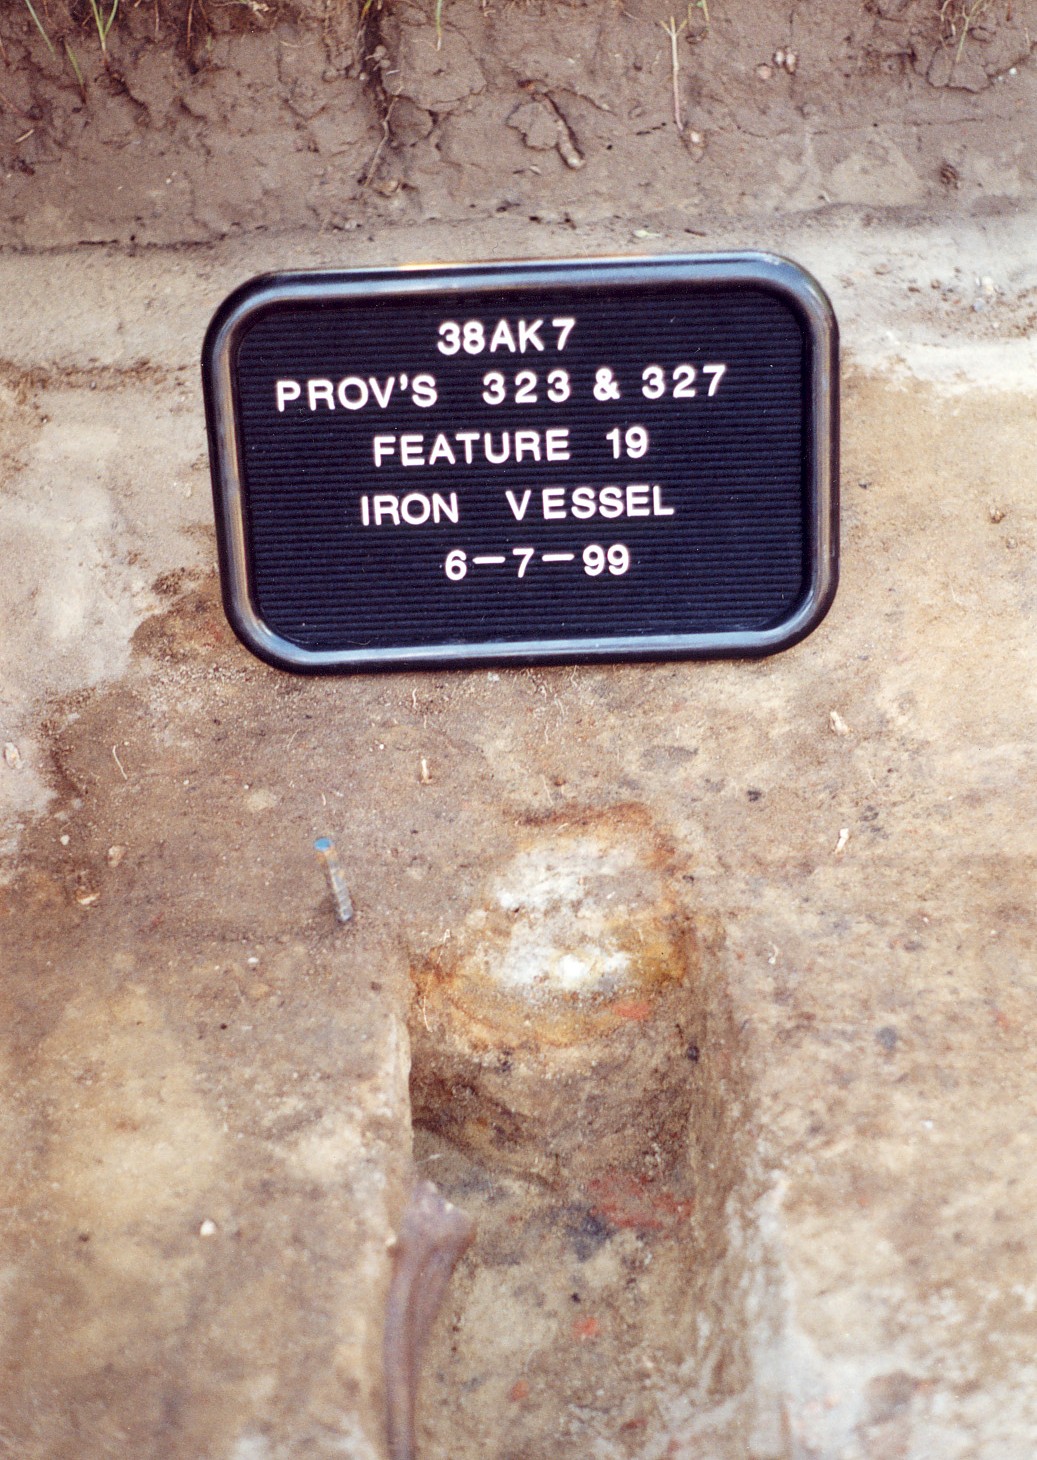 38AK7
PROV'S 323 & 327
FEATURE 19
IRON VESSEL
6-7-99